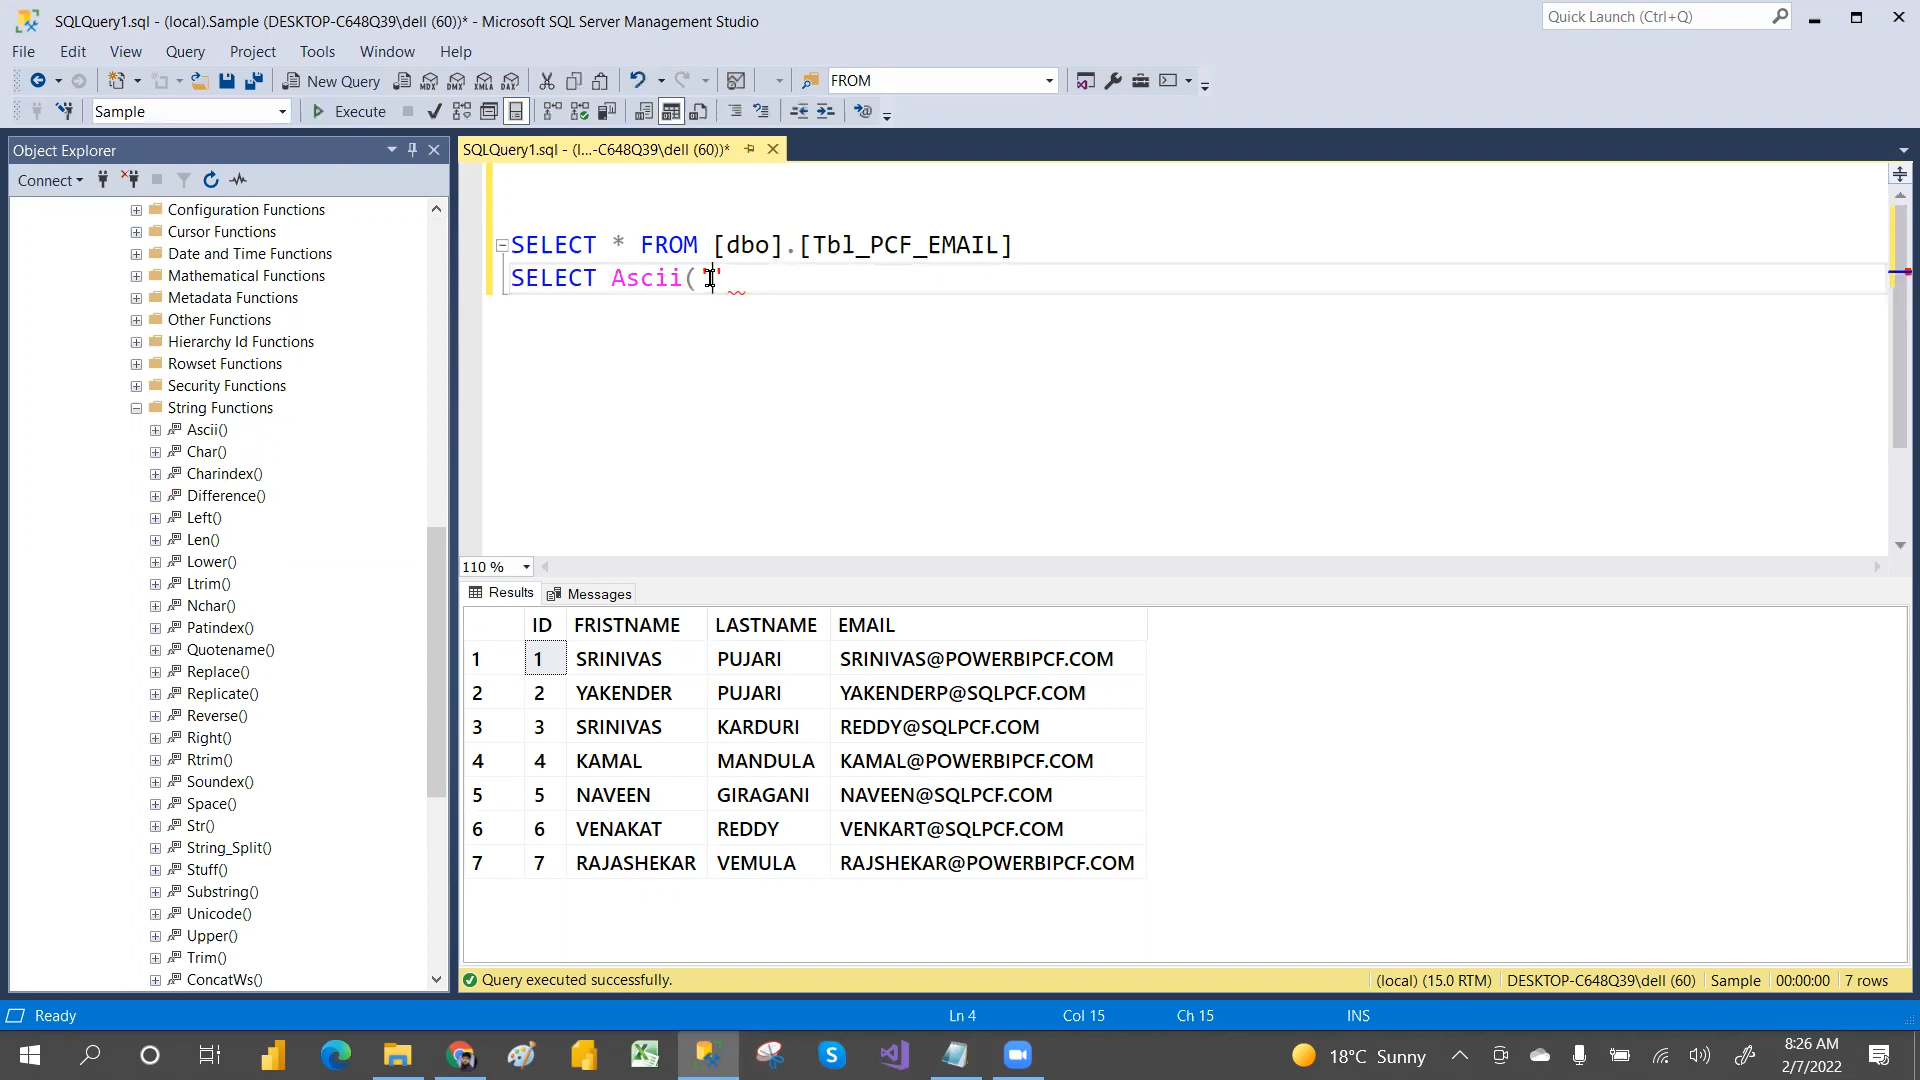 SQLQuery1.sql - (local).Sample (DESKTOP-C648Q39\dell (60))* - Microsoft SQL Server Management Studio
Quick Launch (Ctrl+Q)
File Edit View Query Project Tools Window Help
New Query
MDX DMX XMLA DAX
FROM
Sample
Execute
Object Explorer
SQLQuery1.sql - (l...-C648Q39\dell (60))*
Connect
Configuration Functions
Cursor Functions
Date and Time Functions
Mathematical Functions
Metadata Functions
Other Functions
Hierarchy Id Functions
Rowset Functions
Security Functions
String Functions
Ascii()
Char()
Charindex()
Difference()
Left()
Len()
Lower()
Ltrim()
Nchar()
Patindex()
Quotename()
Replace()
Replicate()
Reverse()
Right()
Rtrim()
Soundex()
Space()
Str()
String_Split()
Stuff()
Substring()
Unicode()
Upper()
Trim()
ConcatWs()
SELECT * FROM [dbo].[Tbl_PCF_EMAIL]
SELECT Ascii(''
110 %
Results Messages
ID FRISTNAME LASTNAME EMAIL
1 1 SRINIVAS PUJARI SRINIVAS@POWERBIPCF.COM
2 2 YAKENDER PUJARI YAKENDERP@SQLPCF.COM
3 3 SRINIVAS KARDURI REDDY@SQLPCF.COM
4 4 KAMAL MANDULA KAMAL@POWERBIPCF.COM
5 5 NAVEEN GIRAGANI NAVEEN@SQLPCF.COM
6 6 VENAKAT REDDY VENKART@SQLPCF.COM
7 7 RAJASHEKAR VEMULA RAJSHEKAR@POWERBIPCF.COM
Query executed successfully.
(local) (15.0 RTM) DESKTOP-C648Q39\dell (60) Sample 00:00:00 7 rows
Ready
Ln 4 Col 15 Ch 15 INS
18°C Sunny
8:26 AM
2/7/2022